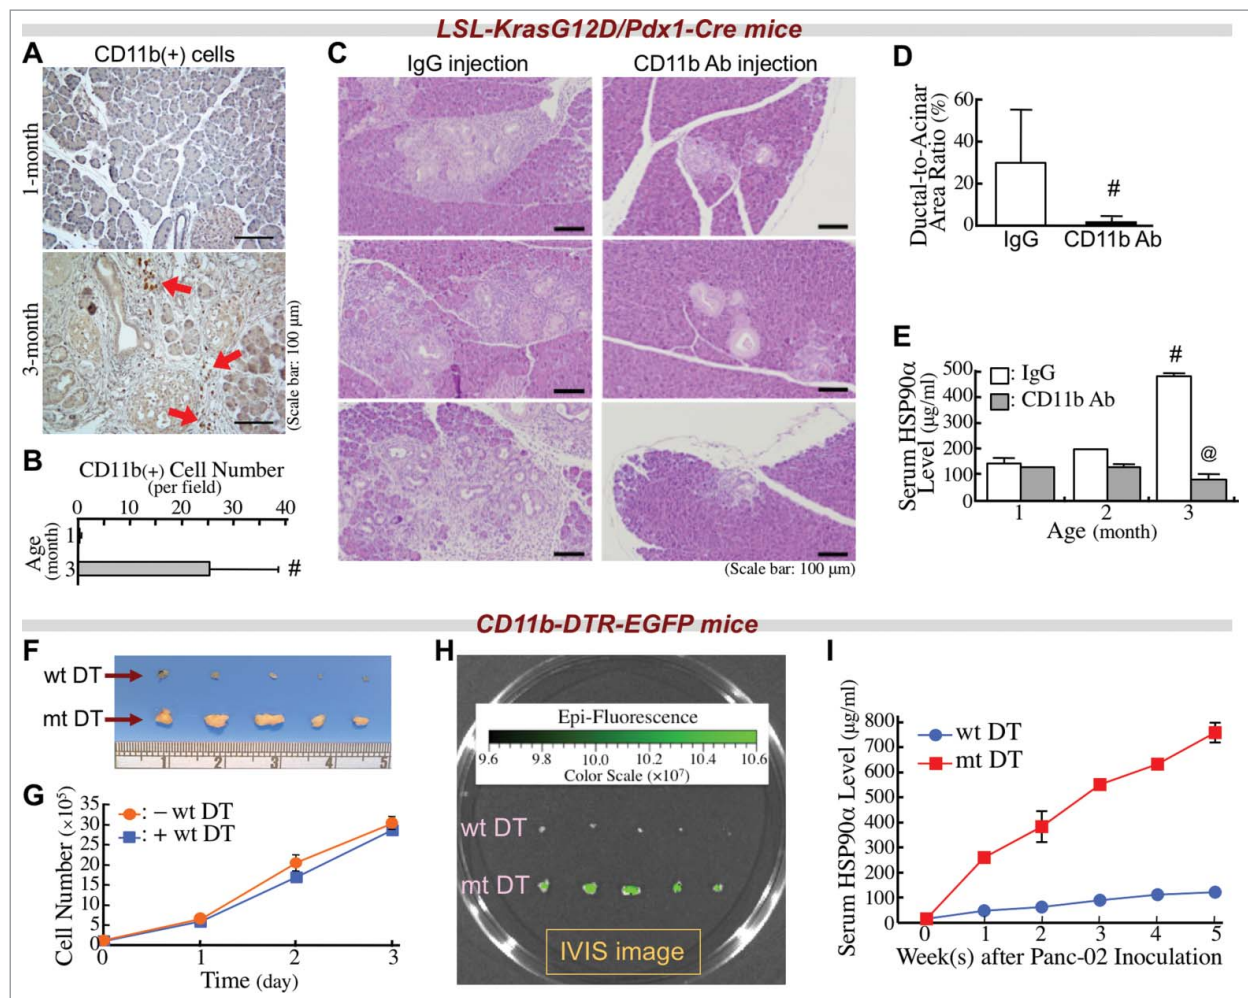 LSL-KrasG12D/Pdx1-Cre mice
A
CD11b(+) cells
1-month
3-month
(Scale bar: 100 µm)
B
CD11b(+) Cell Number
(per field)
0 10 20 30 40
Age
(month)
1
3
#
C
IgG injection
CD11b Ab injection
(Scale bar: 100 µm)
D
Ductal-to-Acinar
Area Ratio (%)
60
40
20
0
#
IgG
CD11b Ab
E
Serum HSP90α
Level (µg/ml)
500
400
300
200
100
0
: IgG
: CD11b Ab
#
@
1 2 3
Age (month)
CD11b-DTR-EGFP mice
F
wt DT
mt DT
1 2 3 4 5
G
Cell Number (×10⁵)
35
30
25
20
15
10
5
0
: – wt DT
: + wt DT
0 1 2 3
Time (day)
H
Epi-Fluorescence
9.6 9.8 10.0 10.2 10.4 10.6
Color Scale (×10⁷)
wt DT
mt DT
IVIS image
I
Serum HSP90α Level (µg/ml)
800
700
600
500
400
300
200
100
0
wt DT
mt DT
0 1 2 3 4 5
Week(s) after Panc-02 Inoculation